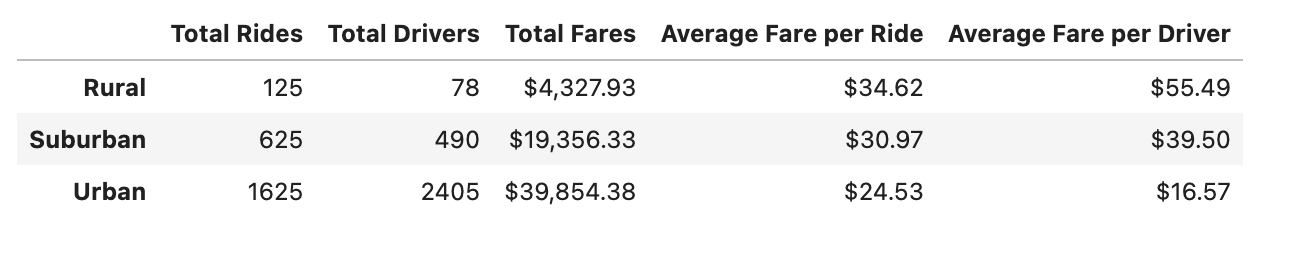 Total Rides Total Drivers Total Fares Average Fare per Ride Average Fare per Driver
Rural 125 78 $4,327.93 $34.62 $55.49
Suburban 625 490 $19,356.33 $30.97 $39.50
Urban 1625 2405 $39,854.38 $24.53 $16.57